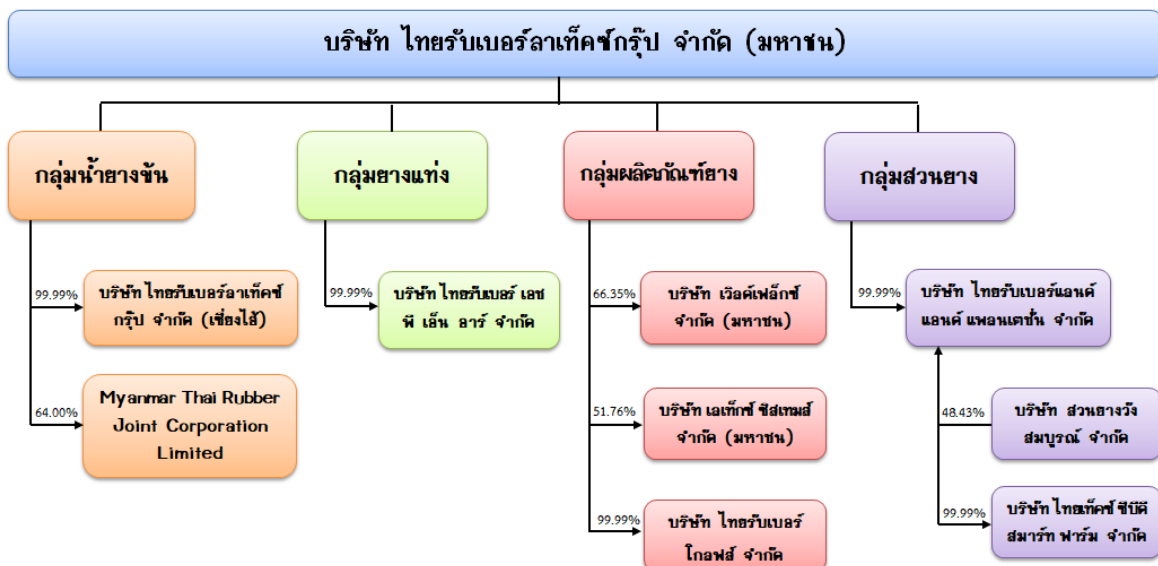 บริษัท ไทยรับเบอร์ลาเท็คซ์กรุ๊ป จำกัด (มหาชน)
กลุ่มน้ำยางข้น
กลุ่มยางแท่ง
กลุ่มผลิตภัณฑ์ยาง
กลุ่มสวนยาง
99.99%
บริษัท ไทยรับเบอร์ลาเท็คซ์
กรุ๊ป จำกัด (เซี่ยงไฮ้)
64.00%
Myanmar Thai Rubber
Joint Corporation
Limited
99.99%
บริษัท ไทยรับเบอร์ เอช
พี เอ็น อาร์ จำกัด
66.35%
บริษัท เวิลด์เฟล็กซ์
จำกัด (มหาชน)
51.76%
บริษัท เลเท็กซ์ ซิสเทมส์
จำกัด (มหาชน)
99.99%
บริษัท ไทยรับเบอร์
โกลฟส์ จำกัด
99.99%
บริษัท ไทยรับเบอร์แลนด์
แอนด์ แพลนเตชั่น จำกัด
48.43%
บริษัท สวนยางวัง
สมบูรณ์ จำกัด
99.99%
บริษัท ไทยเท็คซ์ ซีบีดี
สมาร์ท ฟาร์ม จำกัด